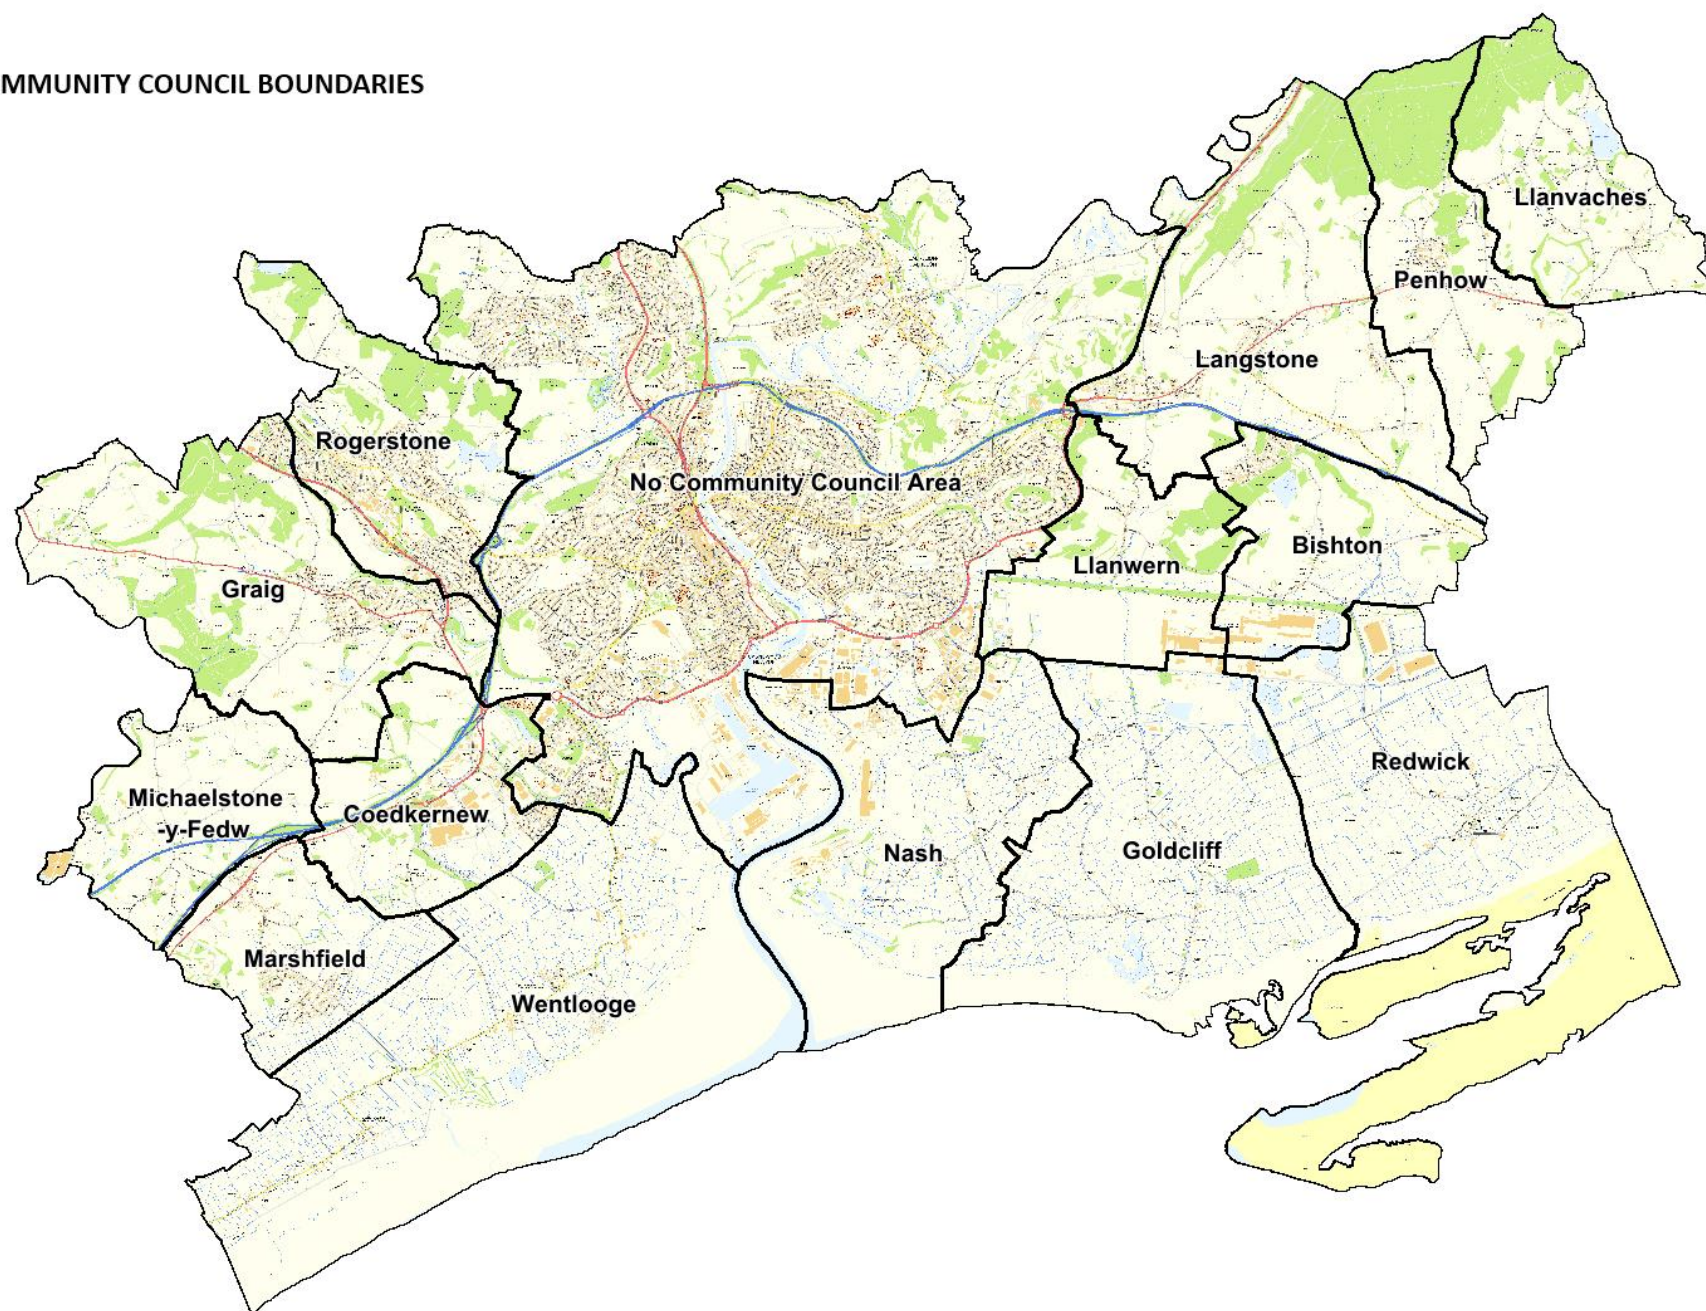 MMUNITY COUNCIL BOUNDARIES
Llanvaches
Penhow
Langstone
Rogerstone
No Community Council Area
Bishton
Llanwern
Graig
Redwick
Michaelstone
-y-Fedw
Coedkernew
Nash
Goldcliff
Marshfield
Wentlooge